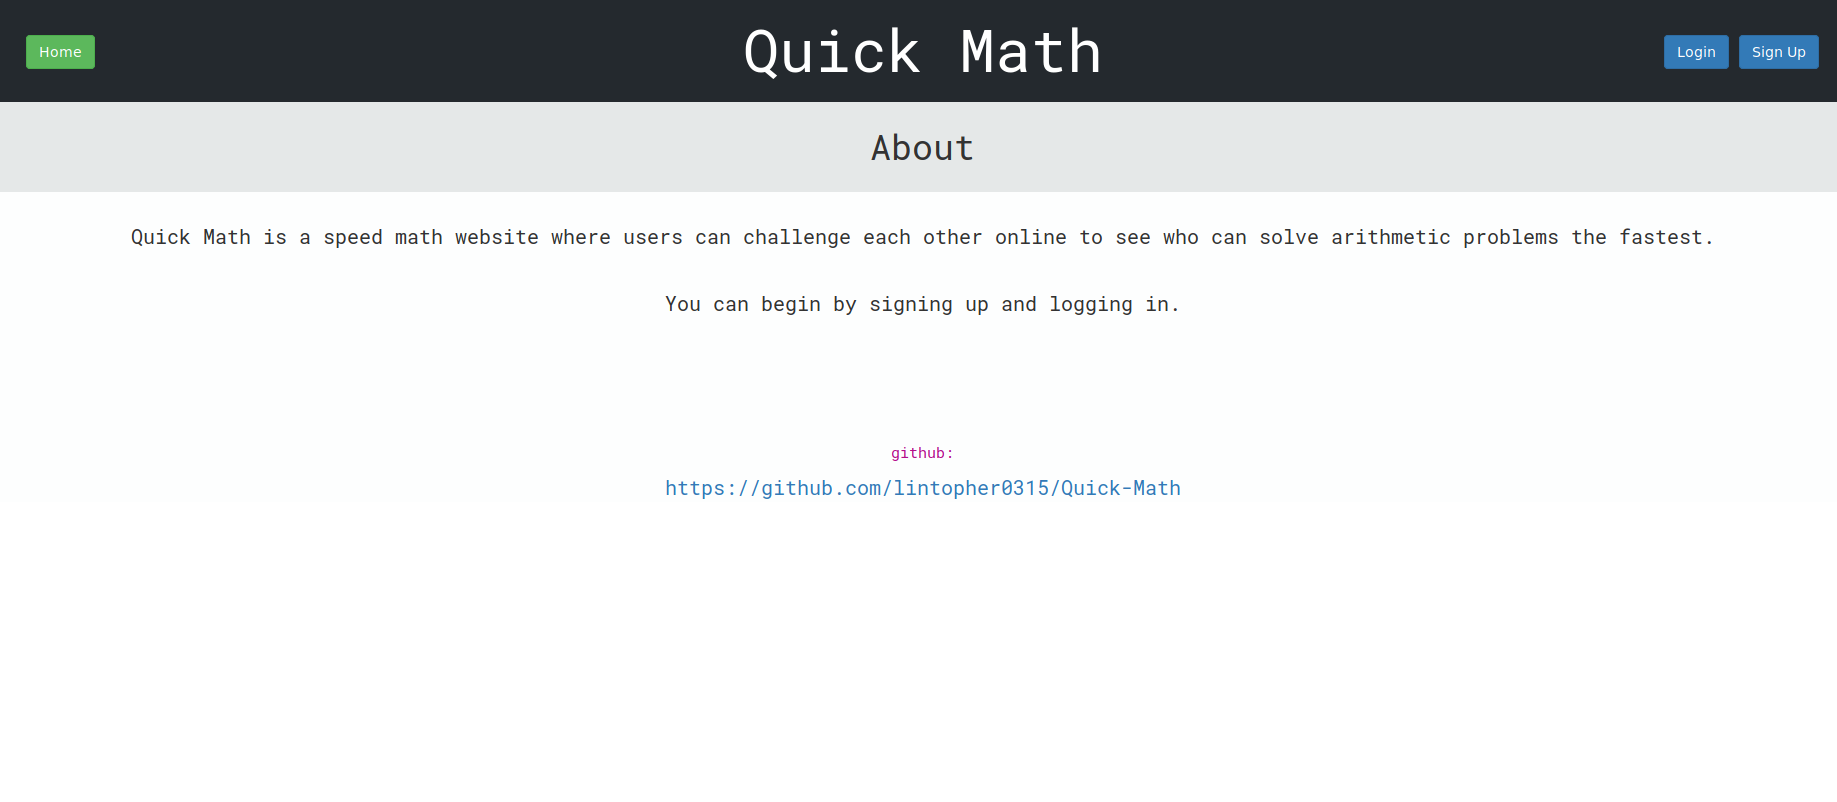 Home
Quick Math
Login
Sign Up
About
Quick Math is a speed math website where users can challenge each other online to see who can solve arithmetic problems the fastest.
You can begin by signing up and logging in.
github:
https://github.com/lintopher0315/Quick-Math